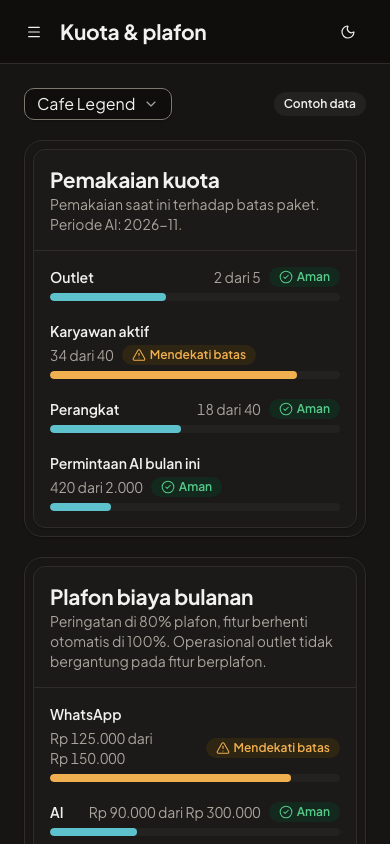 Kuota & plafon
Cafe Legend
Contoh data
Pemakaian kuota
Pemakaian saat ini terhadap batas paket.
Periode AI: 2026-11.
Outlet 2 dari 5 Aman
Karyawan aktif
34 dari 40 Mendekati batas
Perangkat 18 dari 40 Aman
Permintaan AI bulan ini
420 dari 2.000 Aman
Plafon biaya bulanan
Peringatan di 80% plafon, fitur berhenti
otomatis di 100%. Operasional outlet tidak
bergantung pada fitur berplafon.
WhatsApp
Rp 125.000 dari
Rp 150.000 Mendekati batas
AI Rp 90.000 dari Rp 300.000 Aman